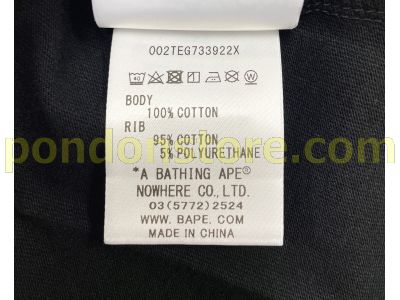 002TEG733922X
BODY
100% COTTON
RIB
95% COTTON
5% POLYURETHANE
pondonstore.com
*A BATHING APE®
NOWHERE CO., LTD.
03(5772)2524
WWW. BAPE. COM
MADE IN CHINA